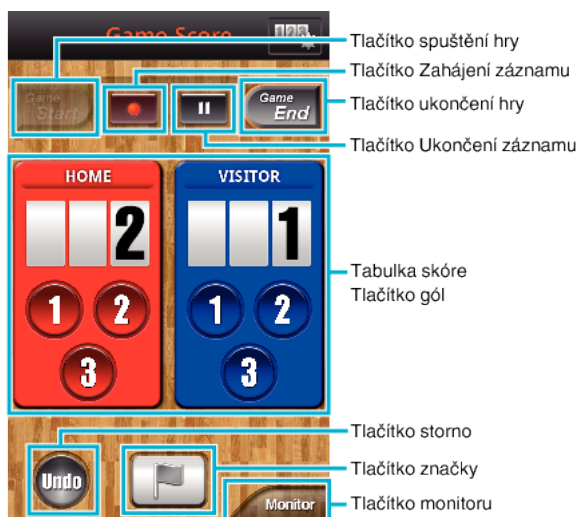 Game Score
123
Tlačítko spuštění hry
Tlačítko Zahájení záznamu
Game
Start
Game
End
Tlačítko ukončení hry
Tlačítko Ukončení záznamu
HOME
VISITOR
2
1
Tabulka skóre
Tlačítko gól
1
2
1
2
3
3
Tlačítko storno
Undo
Tlačítko značky
Monitor
Tlačítko monitoru